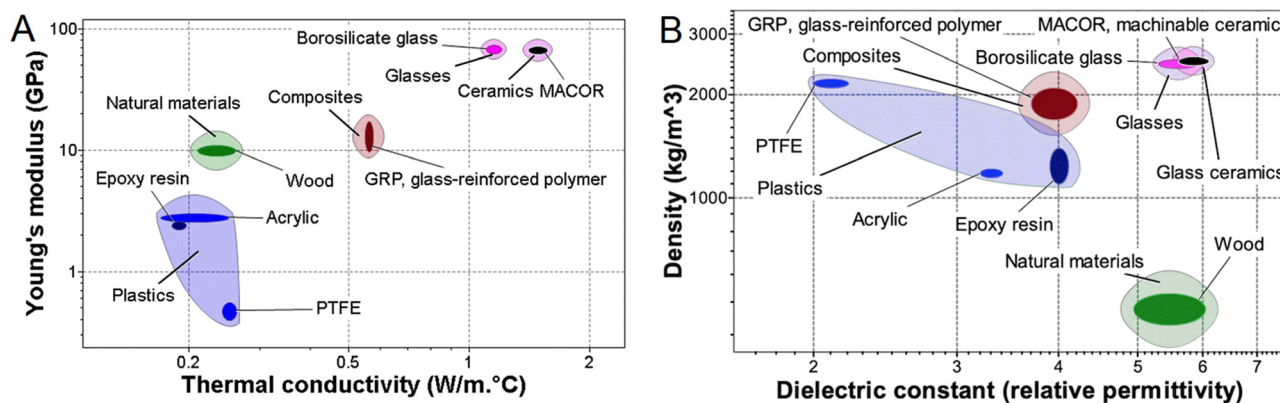 A
Young's modulus (GPa)
100
10
1
Borosilicate glass
Glasses
Ceramics MACOR
Natural materials
Composites
Wood
GRP, glass-reinforced polymer
Epoxy resin
Acrylic
Plastics
PTFE
0.2
0.5
1
2
Thermal conductivity (W/m.°C)
B
Density (kg/m^3)
3000
2000
1000
GRP, glass-reinforced polymer
MACOR, machinable ceramic
Composites
Borosilicate glass
Glasses
PTFE
Plastics
Glass ceramics
Acrylic
Epoxy resin
Wood
Natural materials
2
3
4
5
6
7
Dielectric constant (relative permittivity)